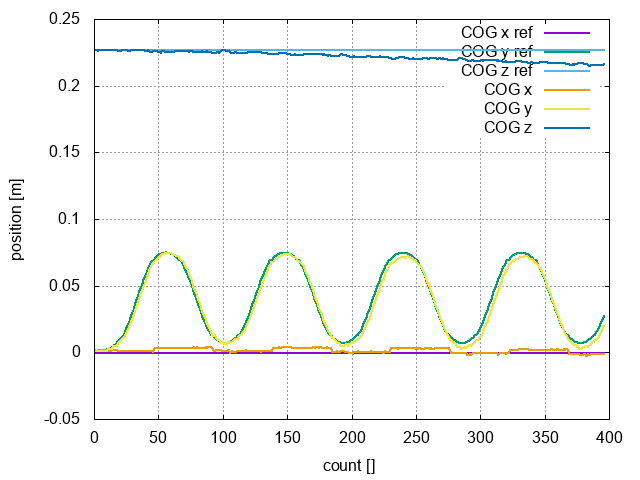 0.25
0.2
0.15
0.1
0.05
0
-0.05
position [m]
COG x ref
COG y ref
COG z ref
COG x
COG y
COG z
0 50 100 150 200 250 300 350 400
count []